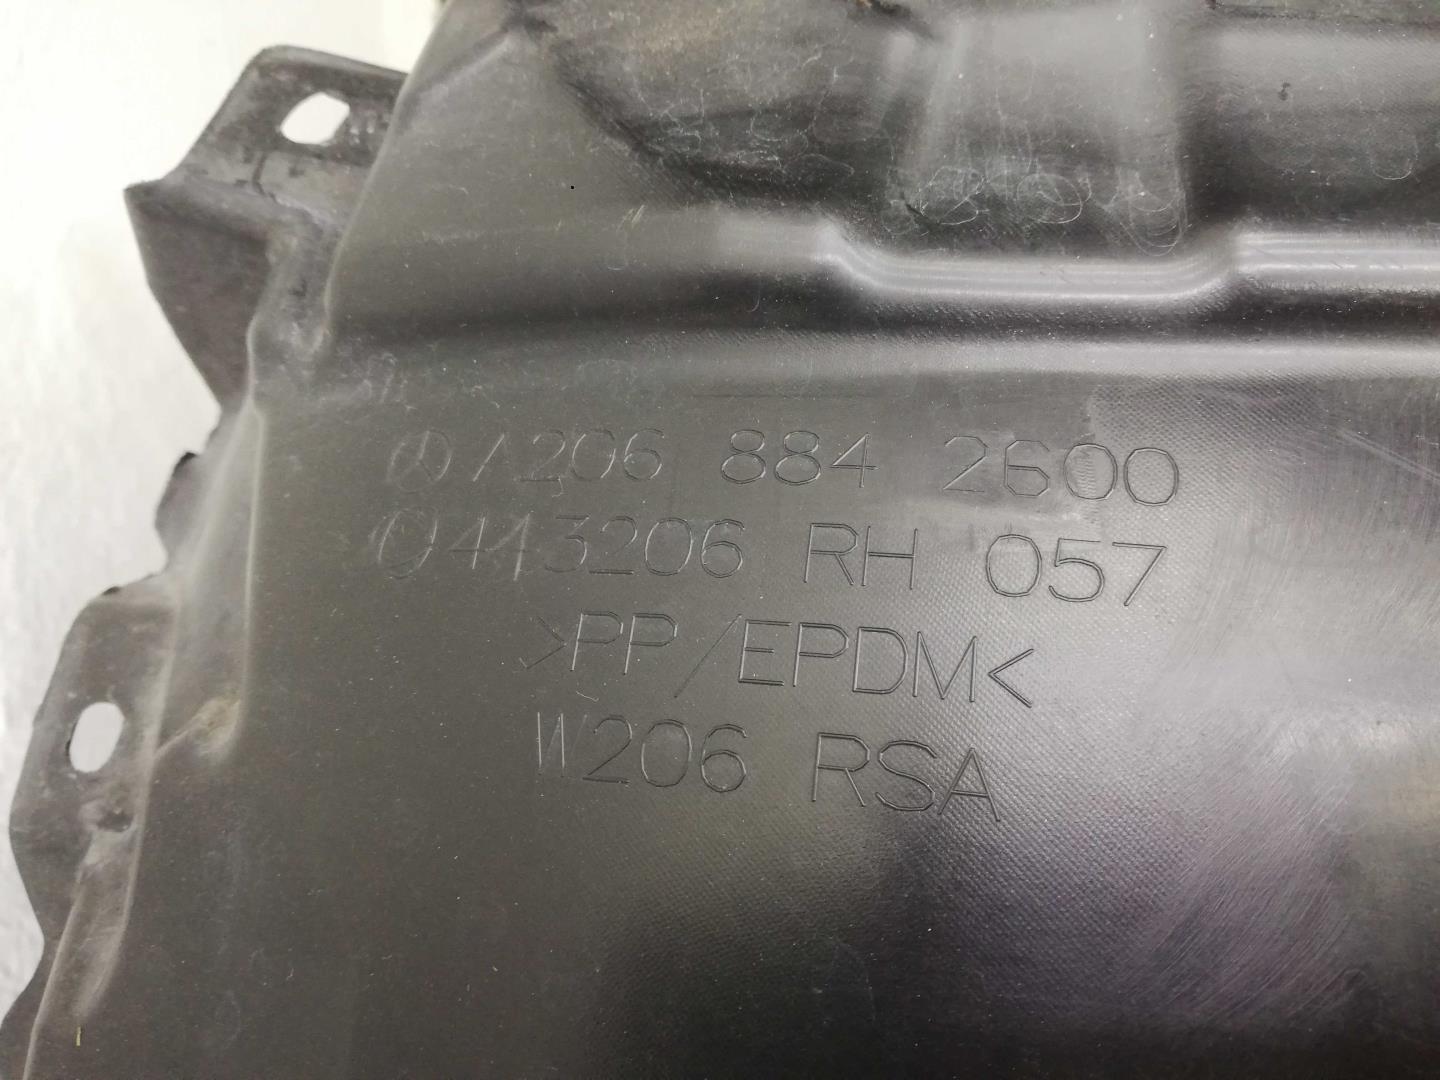 A206 884 2600
443206 RH 057
>PP/EPDM<
W206 RSA